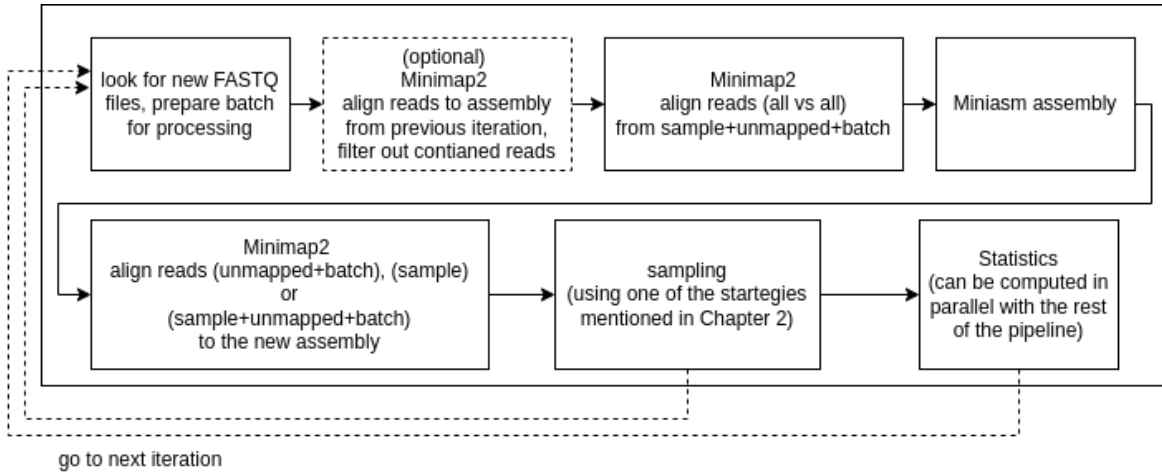 look for new FASTQ
files, prepare batch
for processing
(optional)
Minimap2
align reads to assembly
from previous iteration,
filter out contianed reads
Minimap2
align reads (all vs all)
from sample+unmapped+batch
Miniasm assembly
Minimap2
align reads (unmapped+batch), (sample)
or
(sample+unmapped+batch)
to the new assembly
sampling
(using one of the startegies
mentioned in Chapter 2)
Statistics
(can be computed in
parallel with the rest
of the pipeline)
go to next iteration